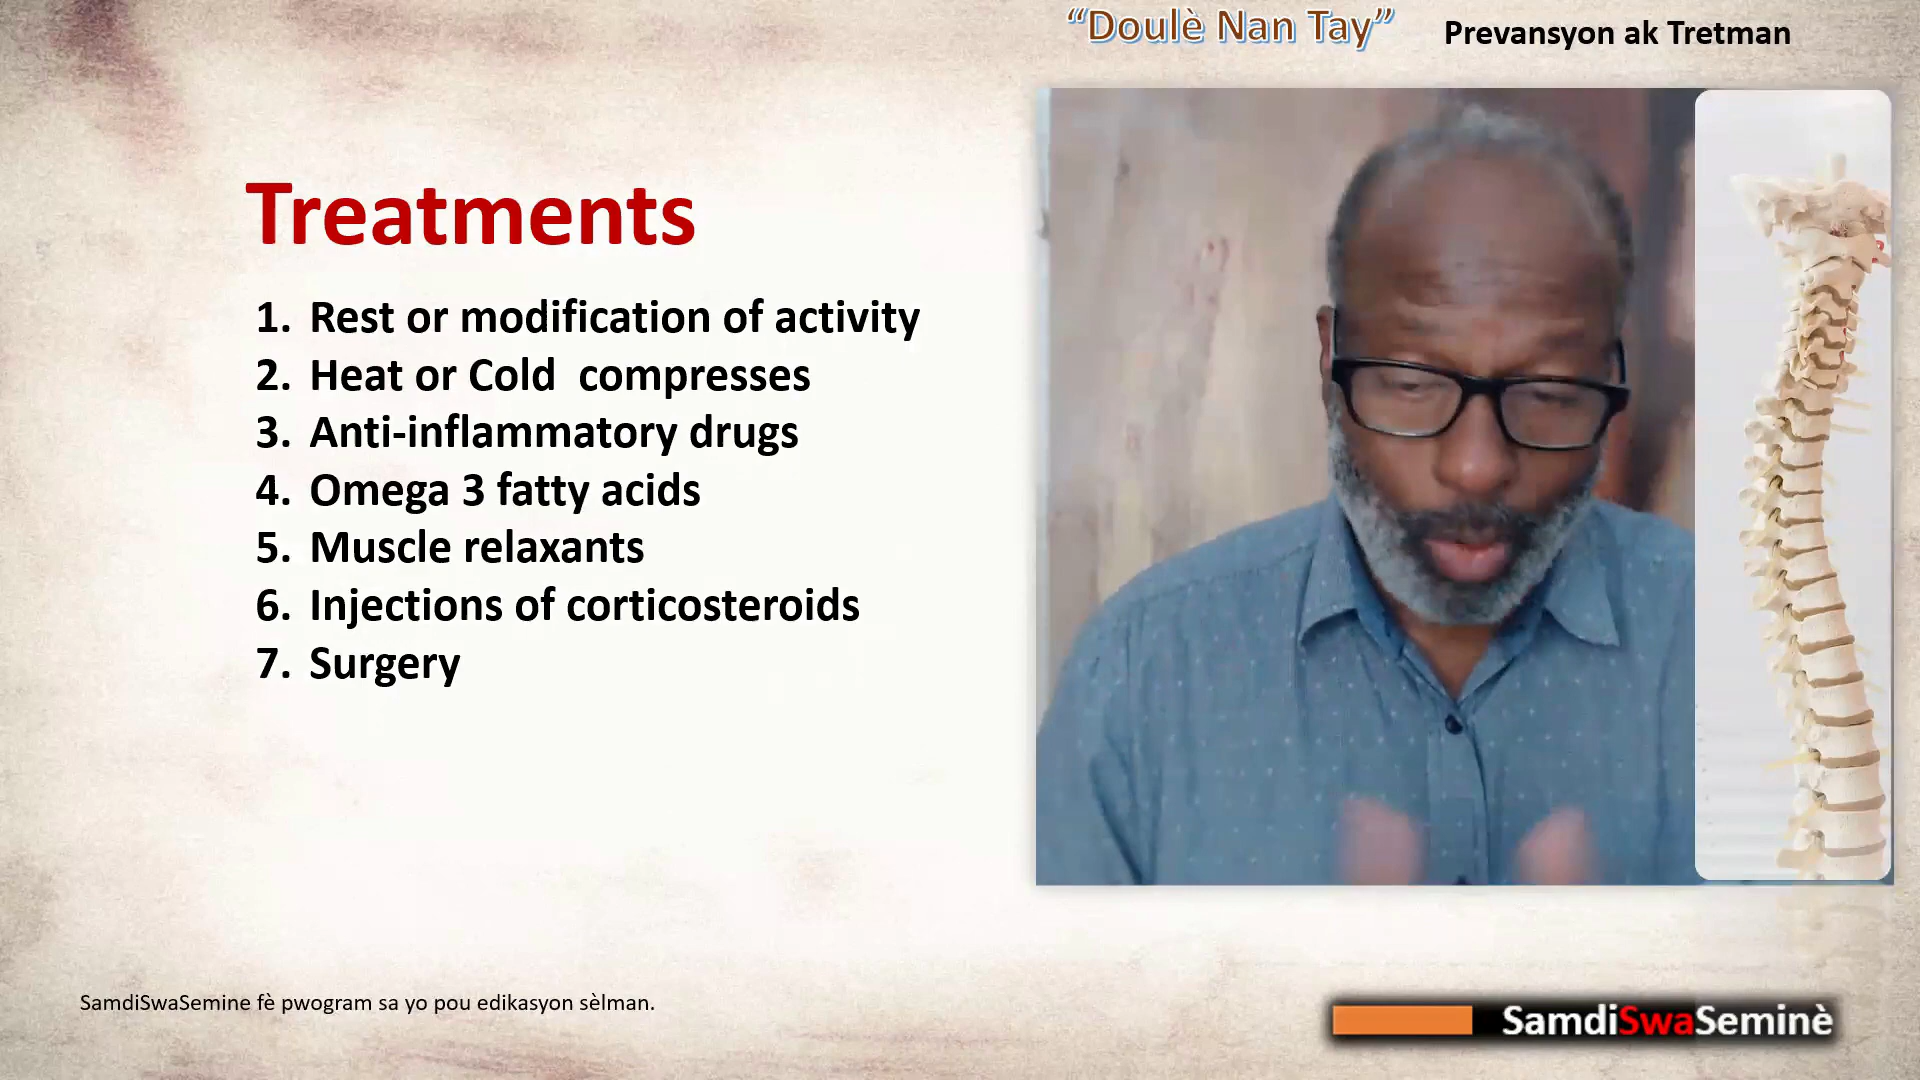 “Doulè Nan Tay” Prevansyon ak Tretman
Treatments
1. Rest or modification of activity
2. Heat or Cold compresses
3. Anti-inflammatory drugs
4. Omega 3 fatty acids
5. Muscle relaxants
6. Injections of corticosteroids
7. Surgery
SamdiSwaSemine fè pwogram sa yo pou edikasyon sèlman.
SamdiSwaSeminè